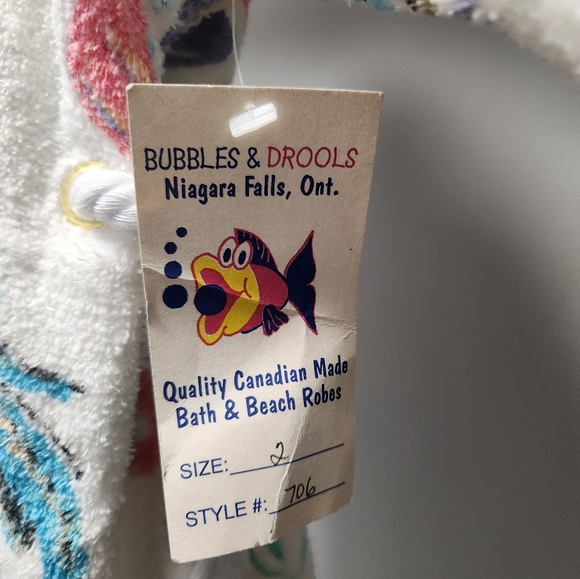 BUBBLES & DROOLS
Niagara Falls, Ont.
Quality Canadian Made
Bath & Beach Robes
SIZE: 2
STYLE #: 706